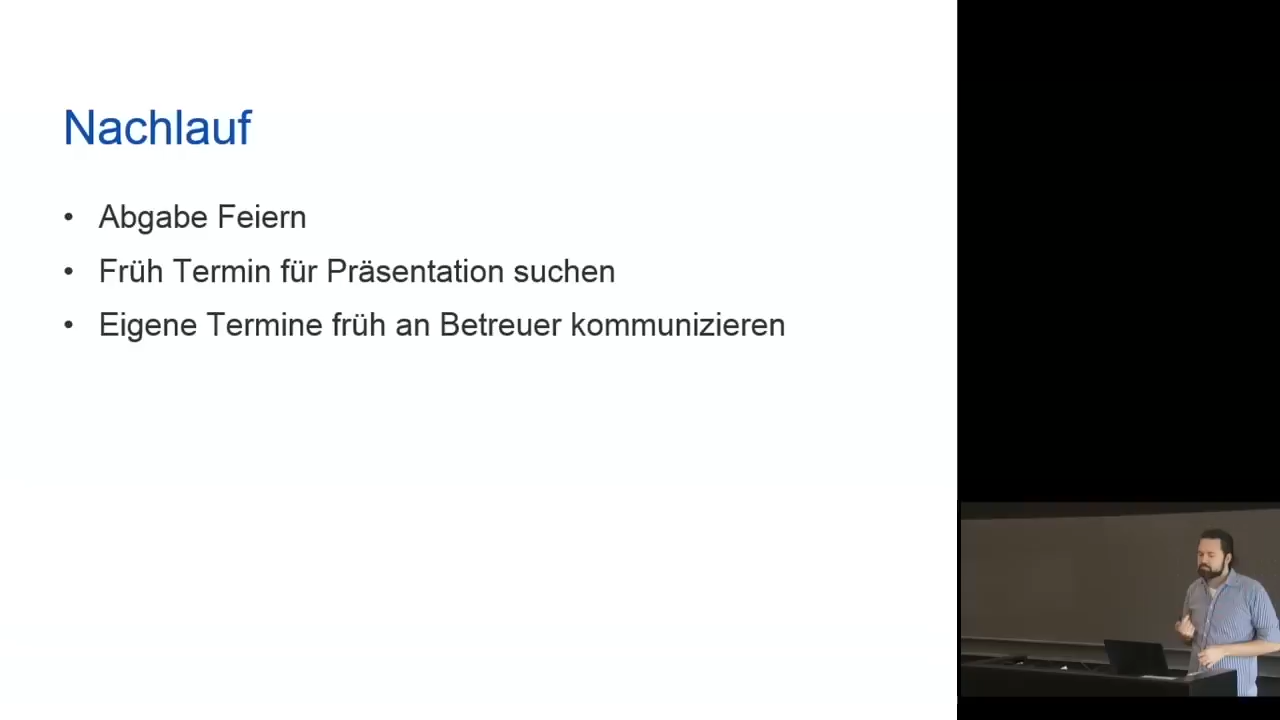 Nachlauf
• Abgabe Feiern
• Früh Termin für Präsentation suchen
• Eigene Termine früh an Betreuer kommunizieren